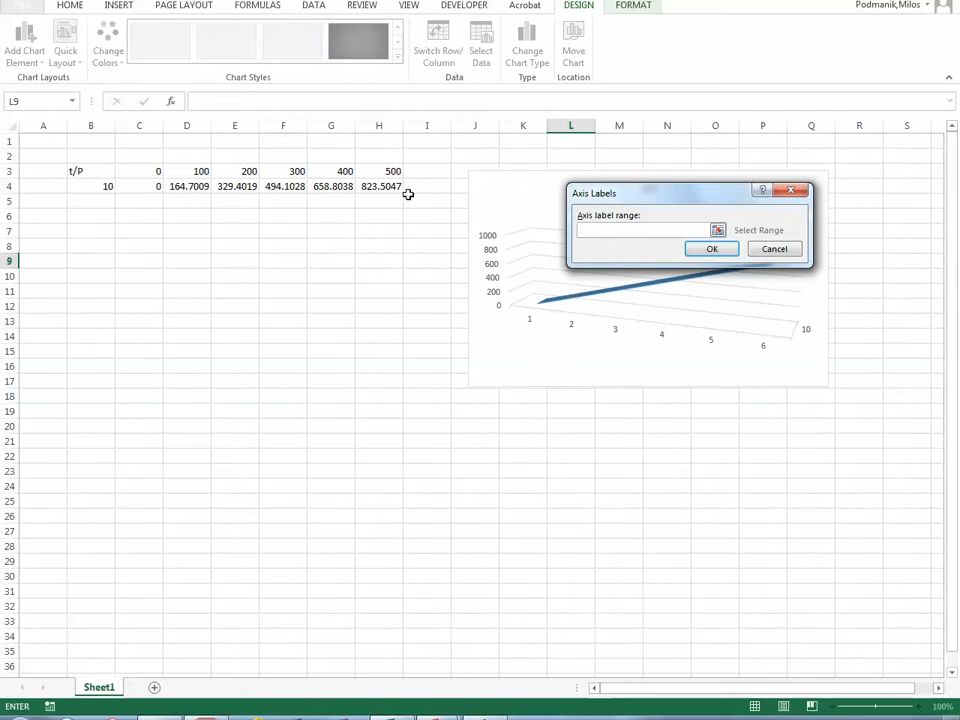 HOME INSERT PAGE LAYOUT FORMULAS DATA REVIEW VIEW DEVELOPER Acrobat DESIGN FORMAT Podmanik,Milos
Add Chart Element Quick Layout Change Colors Switch Row/ Column Select Data Change Chart Type Move Chart
Chart Layouts Chart Styles Data Type Location
L9 fx
A B C D E F G H I J K L M N O P Q R S
1
2
3 t/P 0 100 200 300 400 500
4 10 0 164.7009 329.4019 494.1028 658.8038 823.5047
5
6
7
8
9
10
11
12
13
14
15
16
17
18
19
20
21
22
23
24
25
26
27
28
29
30
31
32
33
34
35
36
Axis Labels
Axis label range:
Select Range
OK Cancel
1000
800
600
400
200
0
1 2 3 4 5 6 10
Sheet1
ENTER 100%